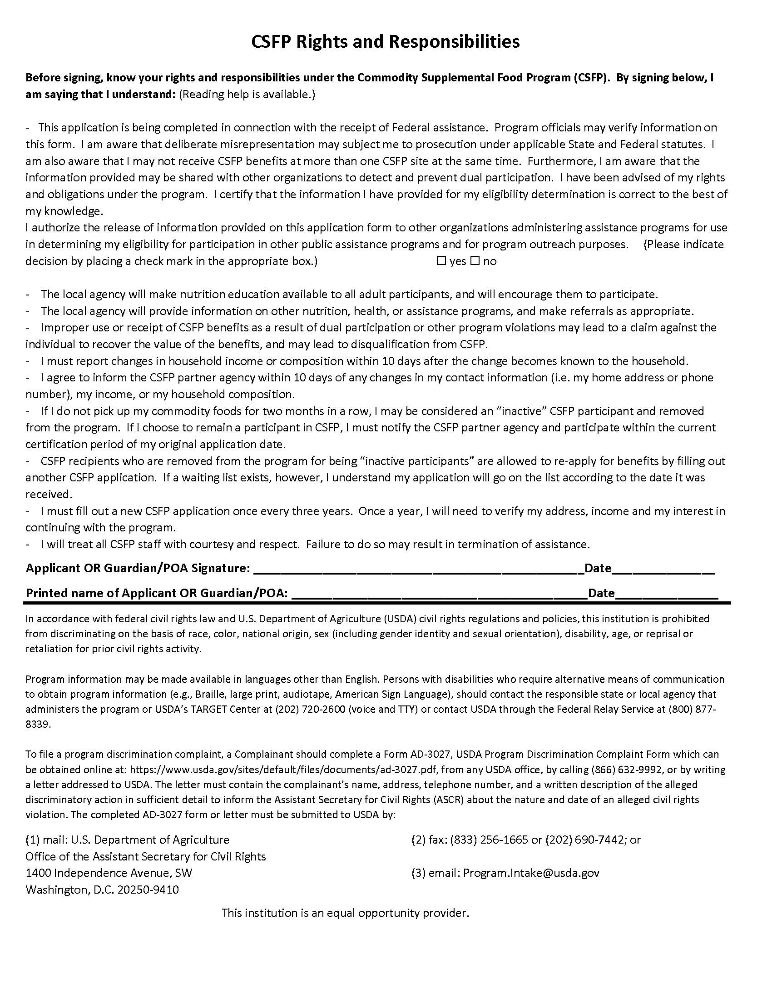 CSFP Rights and Responsibilities
Before signing, know your rights and responsibilities under the Commodity Supplemental Food Program (CSFP).  By signing below, I
am saying that I understand: (Reading help is available.)
-   This application is being completed in connection with the receipt of Federal assistance.  Program officials may verify information on
this form.  I am aware that deliberate misrepresentation may subject me to prosecution under applicable State and Federal statutes.  I
am also aware that I may not receive CSFP benefits at more than one CSFP site at the same time.  Furthermore, I am aware that the
information provided may be shared with other organizations to detect and prevent dual participation.  I have been advised of my rights
and obligations under the program.  I certify that the information I have provided for my eligibility determination is correct to the best of
my knowledge.
I authorize the release of information provided on this application form to other organizations administering assistance programs for use
in determining my eligibility for participation in other public assistance programs and for program outreach purposes.    (Please indicate
decision by placing a check mark in the appropriate box.)    ☐ yes ☐ no
-   The local agency will make nutrition education available to all adult participants, and will encourage them to participate.
-   The local agency will provide information on other nutrition, health, or assistance programs, and make referrals as appropriate.
-   Improper use or receipt of CSFP benefits as a result of dual participation or other program violations may lead to a claim against the
individual to recover the value of the benefits, and may lead to disqualification from CSFP.
-   I must report changes in household income or composition within 10 days after the change becomes known to the household.
-   I agree to inform the CSFP partner agency within 10 days of any changes in my contact information (i.e. my home address or phone
number), my income, or my household composition.
-   If I do not pick up my commodity foods for two months in a row, I may be considered an “inactive” CSFP participant and removed
from the program.  If I choose to remain a participant in CSFP, I must notify the CSFP partner agency and participate within the current
certification period of my original application date.
-   CSFP recipients who are removed from the program for being “inactive participants” are allowed to re-apply for benefits by filling out
another CSFP application.  If a waiting list exists, however, I understand my application will go on the list according to the date it was
received.
-   I must fill out a new CSFP application once every three years.  Once a year, I will need to verify my address, income and my interest in
continuing with the program.
-   I will treat all CSFP staff with courtesy and respect.  Failure to do so may result in termination of assistance.
Applicant OR Guardian/POA Signature: ________________________________________________Date_______________
Printed name of Applicant OR Guardian/POA: ___________________________________________Date_______________
In accordance with federal civil rights law and U.S. Department of Agriculture (USDA) civil rights regulations and policies, this institution is prohibited
from discriminating on the basis of race, color, national origin, sex (including gender identity and sexual orientation), disability, age, or reprisal or
retaliation for prior civil rights activity.
Program information may be made available in languages other than English. Persons with disabilities who require alternative means of communication
to obtain program information (e.g., Braille, large print, audiotape, American Sign Language), should contact the responsible state or local agency that
administers the program or USDA’s TARGET Center at (202) 720-2600 (voice and TTY) or contact USDA through the Federal Relay Service at (800) 877-
8339.
To file a program discrimination complaint, a Complainant should complete a Form AD-3027, USDA Program Discrimination Complaint Form which can
be obtained online at: https://www.usda.gov/sites/default/files/documents/ad-3027.pdf, from any USDA office, by calling (866) 632-9992, or by writing
a letter addressed to USDA. The letter must contain the complainant’s name, address, telephone number, and a written description of the alleged
discriminatory action in sufficient detail to inform the Assistant Secretary for Civil Rights (ASCR) about the nature and date of an alleged civil rights
violation. The completed AD-3027 form or letter must be submitted to USDA by:
(1) mail: U.S. Department of Agriculture
Office of the Assistant Secretary for Civil Rights
1400 Independence Avenue, SW
Washington, D.C. 20250-9410
(2) fax: (833) 256-1665 or (202) 690-7442; or
(3) email: Program.Intake@usda.gov
This institution is an equal opportunity provider.